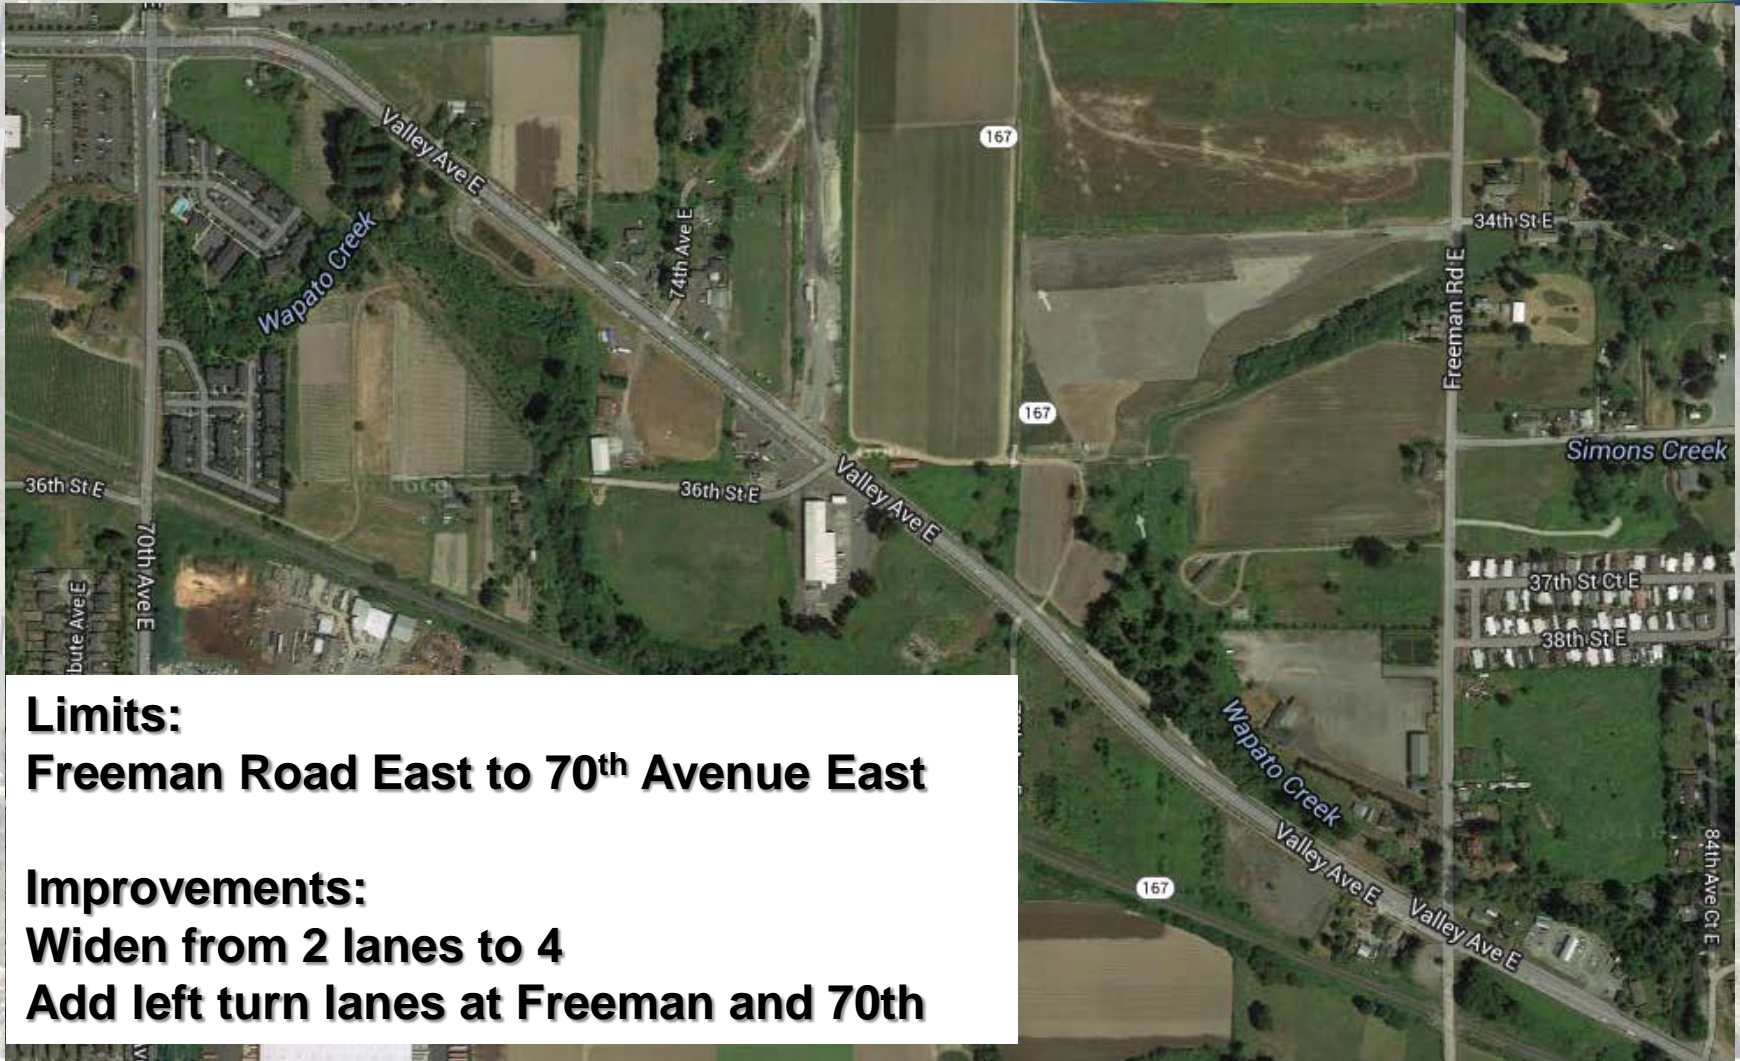 Valley Ave E
167
34th St E
74th Ave E
Wapato Creek
Freeman Rd E
167
Simons Creek
36th St E
36th St E
Valley Ave E
70th Ave E
37th St Ct E
bute Ave E
38th St E
Limits:
Freeman Road East to 70th Avenue East
Improvements:
Widen from 2 lanes to 4
Add left turn lanes at Freeman and 70th
Wapato Creek
Valley Ave E
167
84th Ave Ct E
Valley Ave E